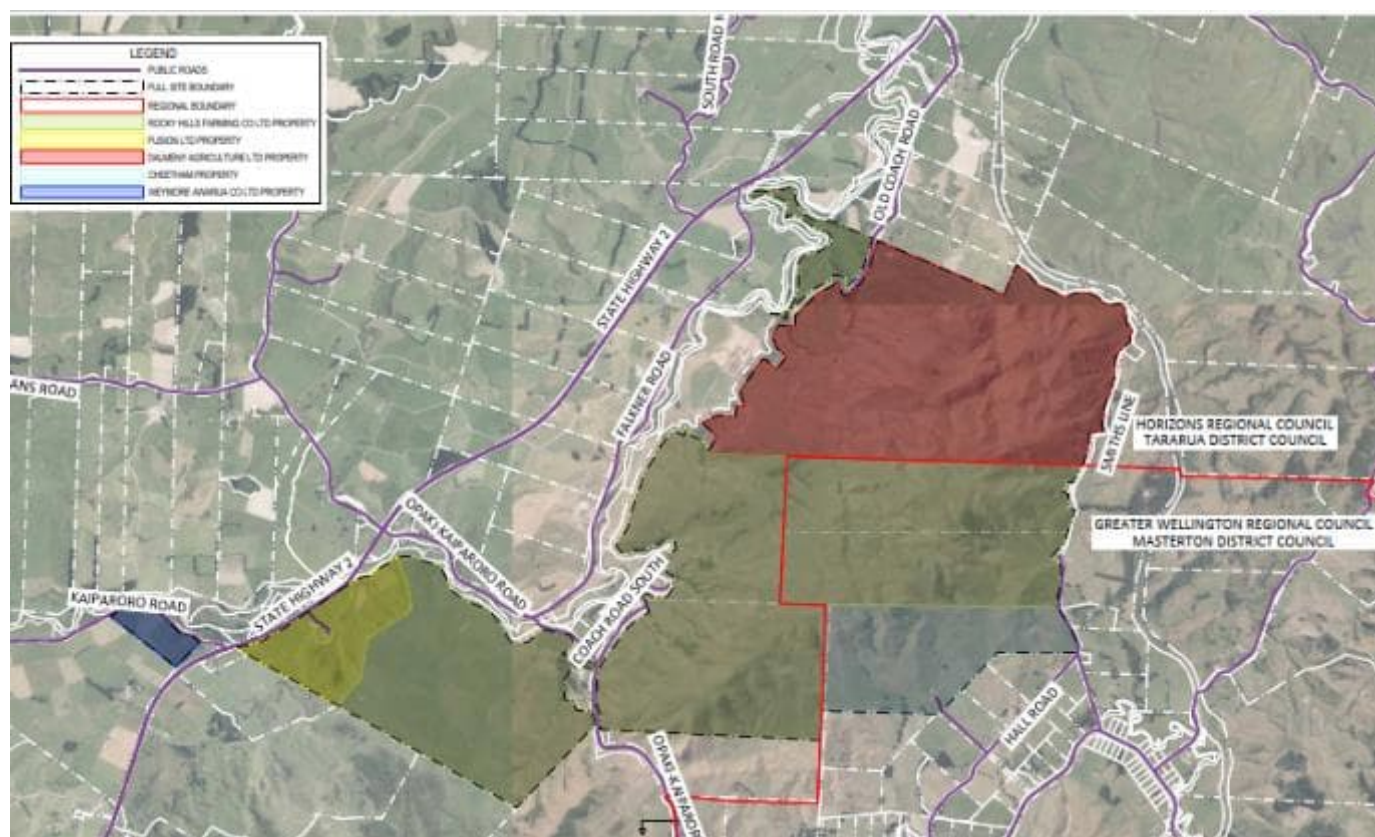 LEGEND
PUBLIC ROADS
FULL SITE BOUNDARY
REGIONAL BOUNDARY
ROCKY HILLS FARMING CO LTD PROPERTY
FUSION LTD PROPERTY
DALMENY AGRICULTURE LTD PROPERTY
CHEETHAM PROPERTY
WEYMORE ANARUA CO LTD PROPERTY
SOUTH ROAD
OLD COACH ROAD
STATE HIGHWAY 2
FALKNER ROAD
ANS ROAD
SMITHS LINE
HORIZONS REGIONAL COUNCIL
TARARUA DISTRICT COUNCIL
GREATER WELLINGTON REGIONAL COUNCIL
MASTERTON DISTRICT COUNCIL
OPAKI-KAIPARORO ROAD
KAIPARORO ROAD
STATE HIGHWAY 2
COACH ROAD SOUTH
HALL ROAD
OPAKI-KAIPAROR